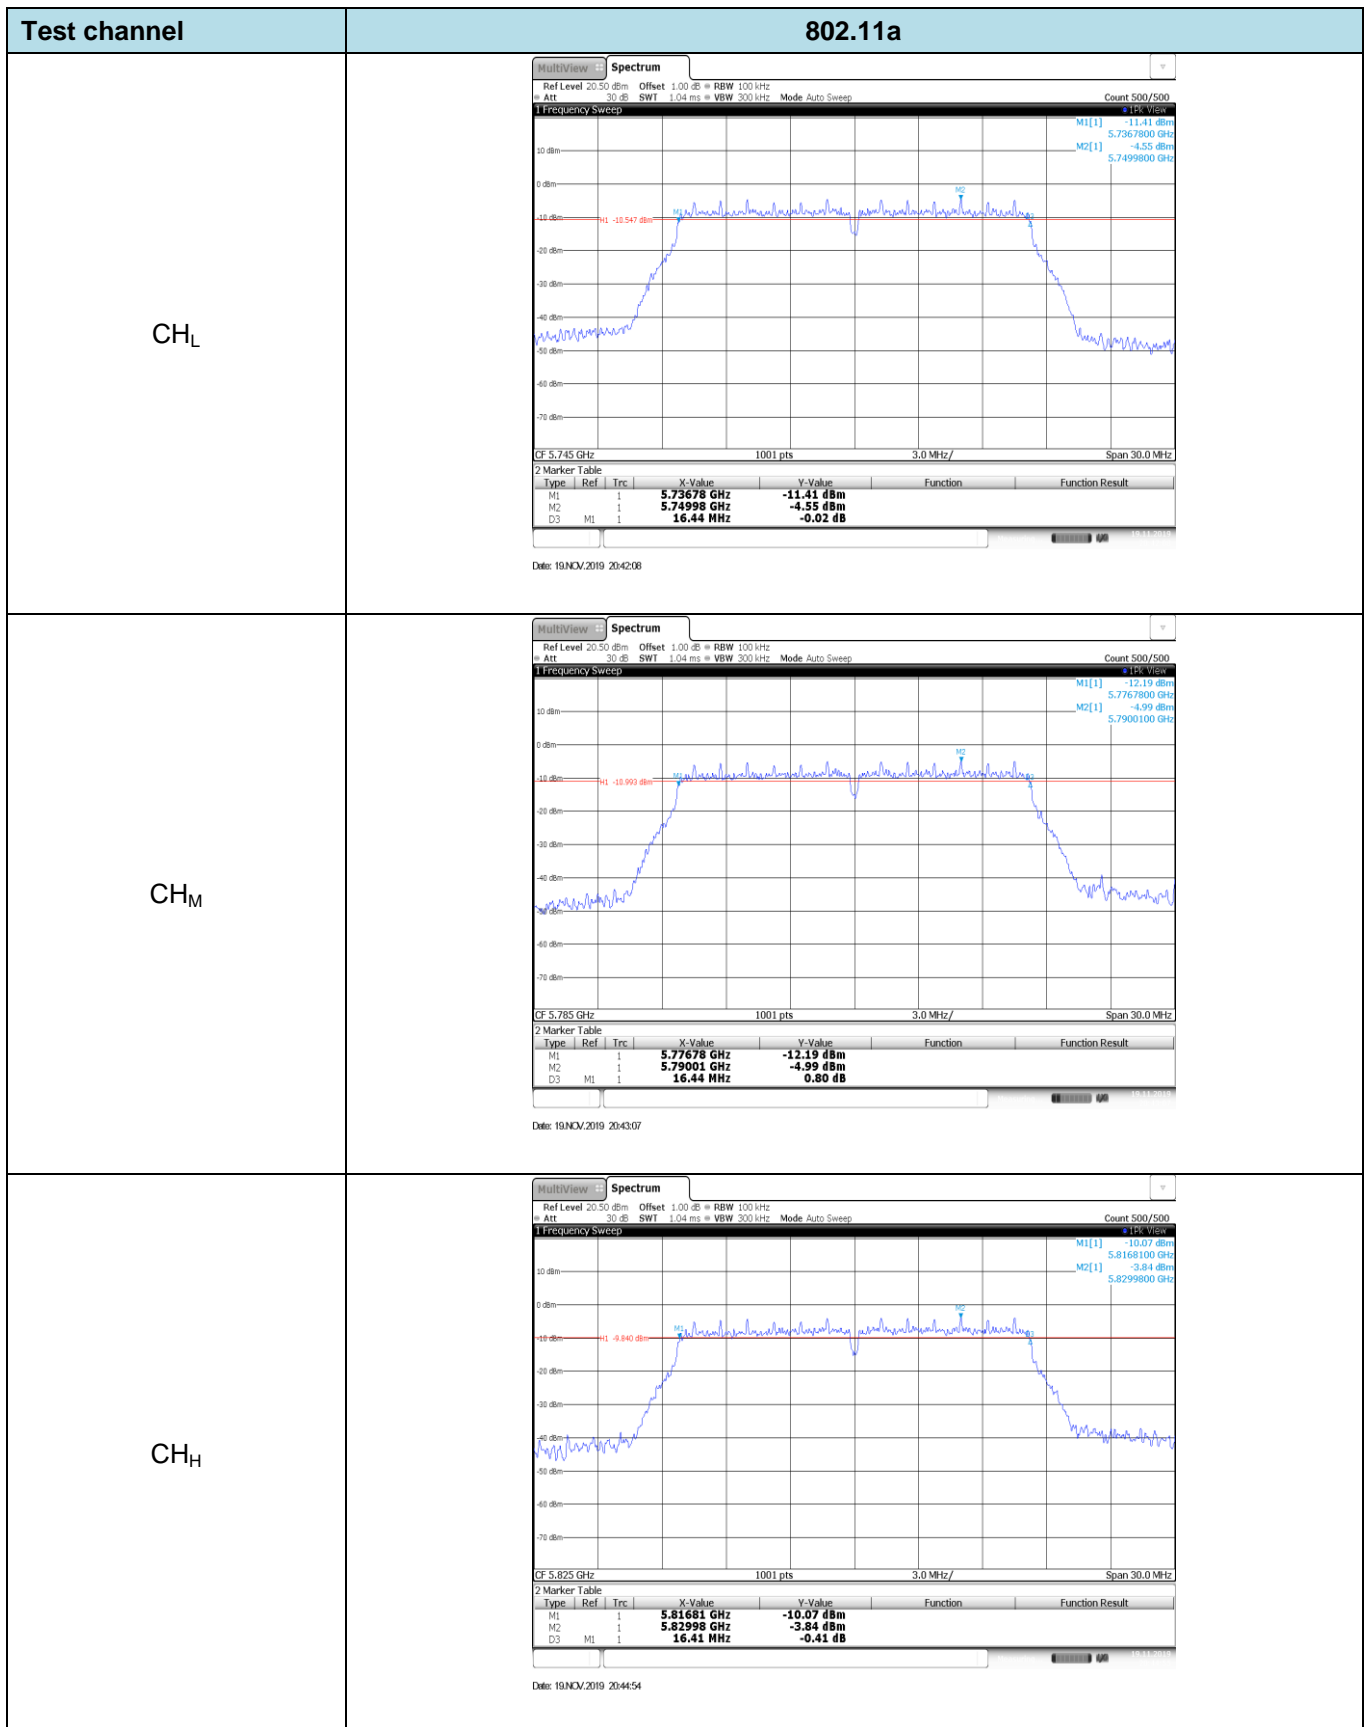 Test channel 802.11a
MultiView Spectrum
Ref Level 20.50 dBm Offset 1.00 dB RBW 100 kHz
Att 30 dB SWT 1.04 ms VBW 300 kHz Mode Auto Sweep Count 500/500
1 Frequency Sweep 1Pk View
M1[1] -11.41 dBm
5.7367800 GHz
10 dBm M2[1] -4.55 dBm
5.7499800 GHz
0 dBm
M2
M1
-10 dBm H1 -10.547 dBm
-20 dBm
-30 dBm
CHL
-40 dBm
-50 dBm
-60 dBm
-70 dBm
CF 5.745 GHz 1001 pts 3.0 MHz/ Span 30.0 MHz
2 Marker Table
Type Ref Trc X-Value Y-Value Function Function Result
M1 1 5.73678 GHz -11.41 dBm
M2 1 5.74998 GHz -4.55 dBm
D3 M1 1 16.44 MHz -0.02 dB
19.11.2019
Date: 19.NOV.2019 20:42:08
MultiView Spectrum
Ref Level 20.50 dBm Offset 1.00 dB RBW 100 kHz
Att 30 dB SWT 1.04 ms VBW 300 kHz Mode Auto Sweep Count 500/500
1 Frequency Sweep 1Pk View
M1[1] -12.19 dBm
5.7767800 GHz
10 dBm M2[1] -4.99 dBm
5.7900100 GHz
0 dBm
M2
M1
-10 dBm H1 -10.993 dBm
-20 dBm
-30 dBm
-40 dBm
CHM
-50 dBm
-60 dBm
-70 dBm
CF 5.785 GHz 1001 pts 3.0 MHz/ Span 30.0 MHz
2 Marker Table
Type Ref Trc X-Value Y-Value Function Function Result
M1 1 5.77678 GHz -12.19 dBm
M2 1 5.79001 GHz -4.99 dBm
D3 M1 1 16.44 MHz 0.80 dB
19.11.2019
Date: 19.NOV.2019 20:43:07
MultiView Spectrum
Ref Level 20.50 dBm Offset 1.00 dB RBW 100 kHz
Att 30 dB SWT 1.04 ms VBW 300 kHz Mode Auto Sweep Count 500/500
1 Frequency Sweep 1Pk View
M1[1] -10.07 dBm
5.8168100 GHz
10 dBm M2[1] -3.84 dBm
5.8299800 GHz
0 dBm
M2
M1
-10 dBm H1 -9.840 dBm
-20 dBm
-30 dBm
-40 dBm
CHH
-50 dBm
-60 dBm
-70 dBm
CF 5.825 GHz 1001 pts 3.0 MHz/ Span 30.0 MHz
2 Marker Table
Type Ref Trc X-Value Y-Value Function Function Result
M1 1 5.81681 GHz -10.07 dBm
M2 1 5.82998 GHz -3.84 dBm
D3 M1 1 16.41 MHz -0.41 dB
19.11.2019
Date: 19.NOV.2019 20:44:54